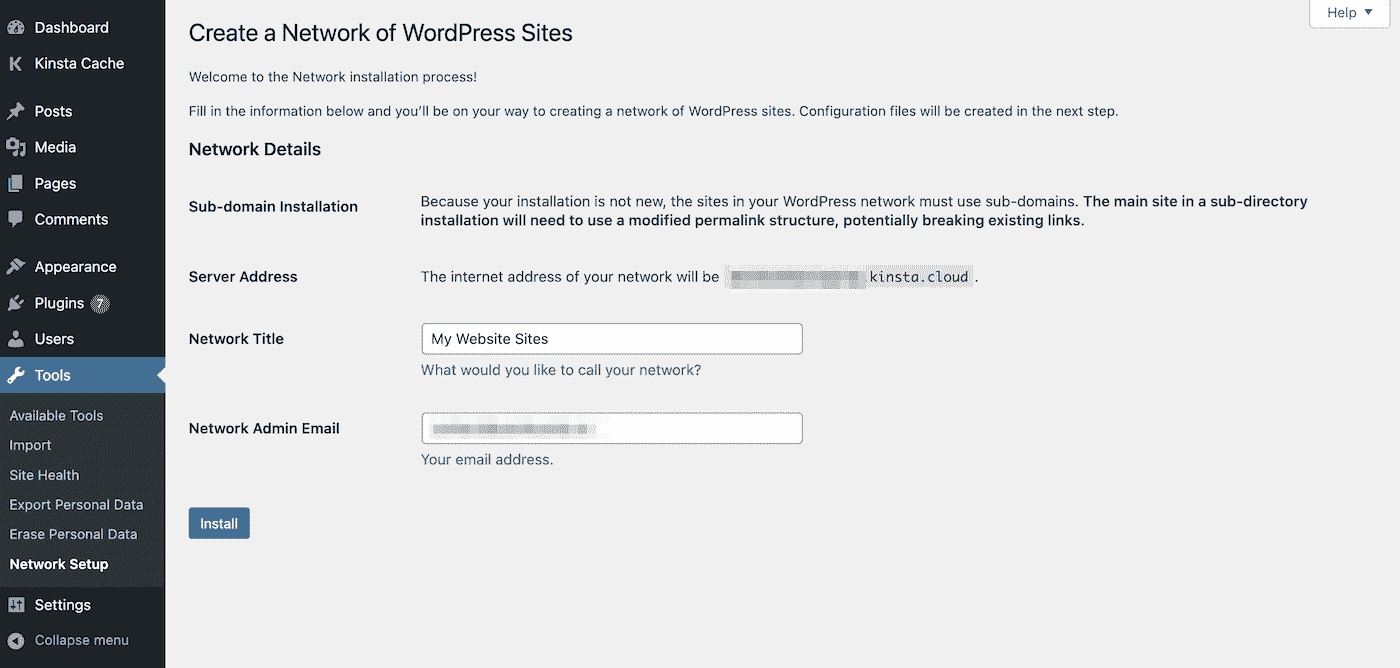 Dashboard
Kinsta Cache
Posts
Media
Pages
Comments
Appearance
Plugins 7
Users
Tools
Available Tools
Import
Site Health
Export Personal Data
Erase Personal Data
Network Setup
Settings
Collapse menu
Help
Create a Network of WordPress Sites
Welcome to the Network installation process!
Fill in the information below and you’ll be on your way to creating a network of WordPress sites. Configuration files will be created in the next step.
Network Details
Sub-domain Installation
Because your installation is not new, the sites in your WordPress network must use sub-domains. The main site in a sub-directory
installation will need to use a modified permalink structure, potentially breaking existing links.
Server Address
The internet address of your network will be kinsta.cloud .
Network Title
My Website Sites
What would you like to call your network?
Network Admin Email
Your email address.
Install